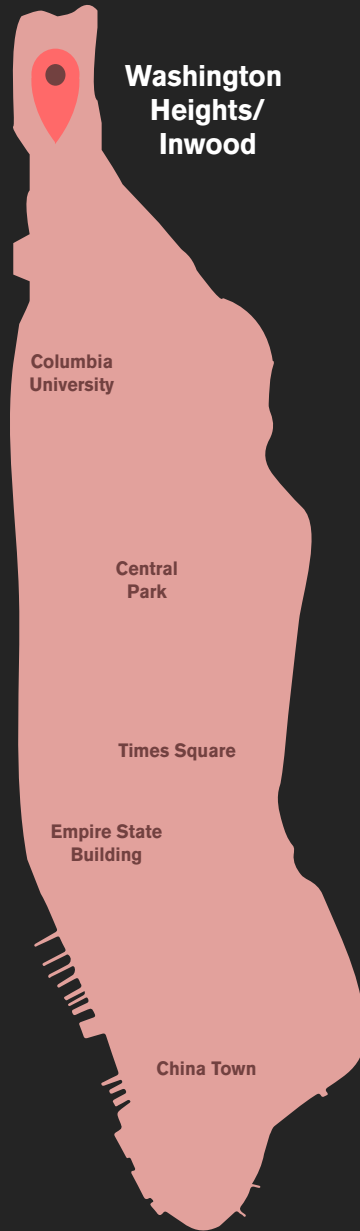 Washington
Heights/
Inwood
Columbia
University
Central
Park
Times Square
Empire State
Building
China Town